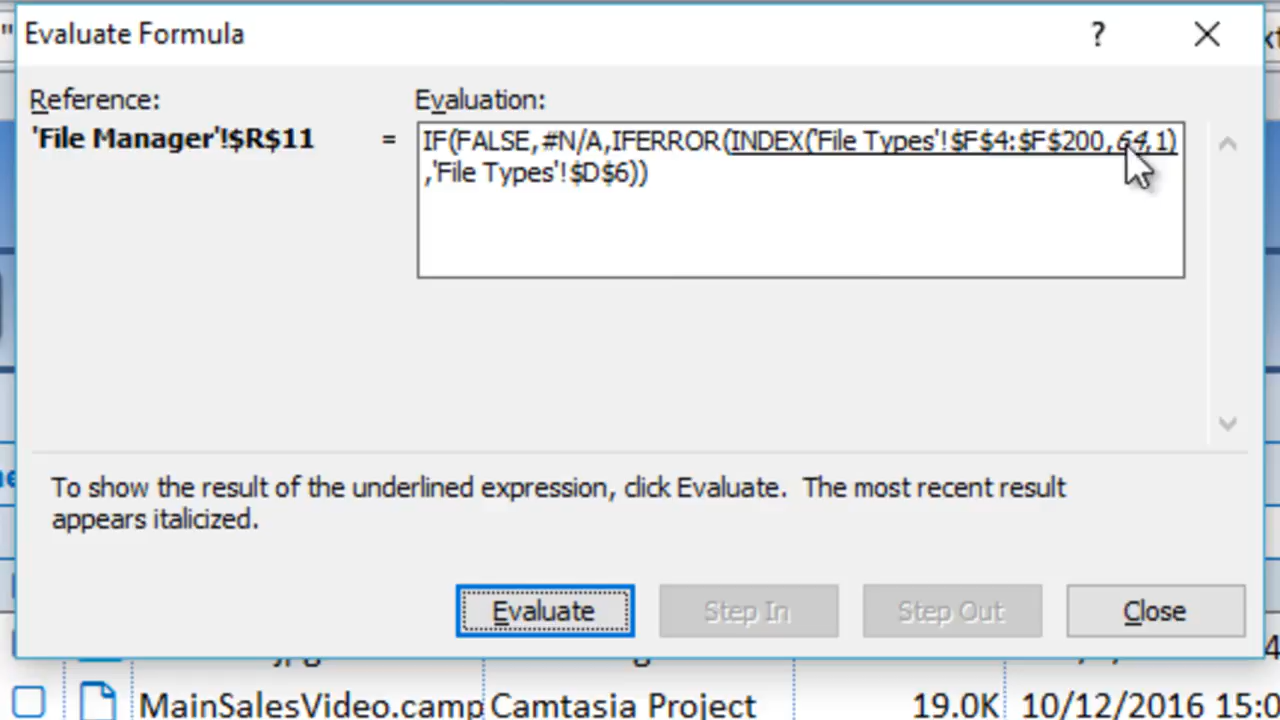 Evaluate Formula
?
Reference:
Evaluation:
'File Manager'!$R$11
=
IF(FALSE,#N/A,IFERROR(INDEX('File Types'!$F$4:$F$200,64,1)
,'File Types'!$D$6))
To show the result of the underlined expression, click Evaluate. The most recent result
appears italicized.
Evaluate
Step In
Step Out
Close
MainSalesVideo.camp
Camtasia Project
19.0K
10/12/2016 15:0